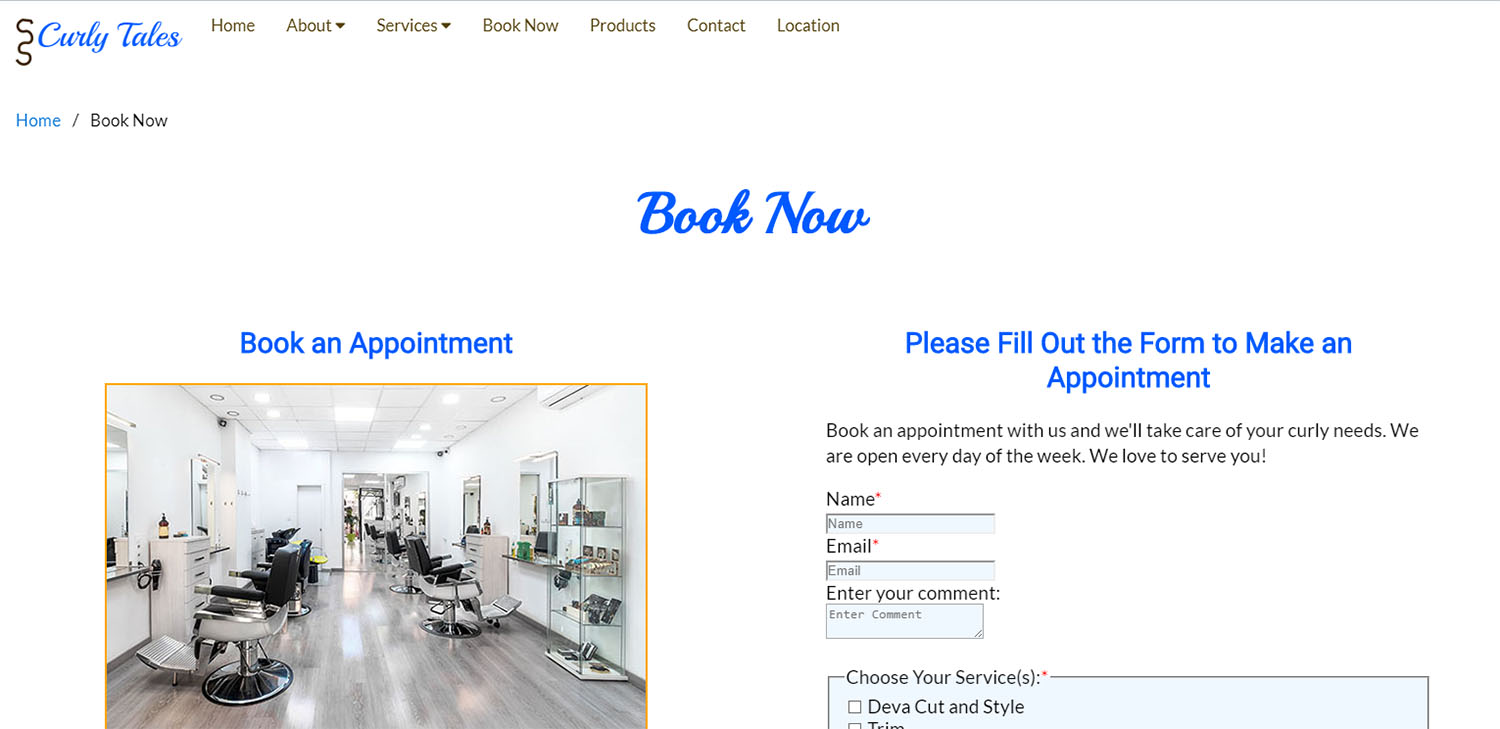 Curly Tales
Home About Services Book Now Products Contact Location
Home / Book Now
Book Now
Book an Appointment
Please Fill Out the Form to Make an
Appointment
Book an appointment with us and we'll take care of your curly needs. We
are open every day of the week. We love to serve you!
Name*
Name
Email*
Email
Enter your comment:
Enter Comment
Choose Your Service(s):*
Deva Cut and Style
Trim